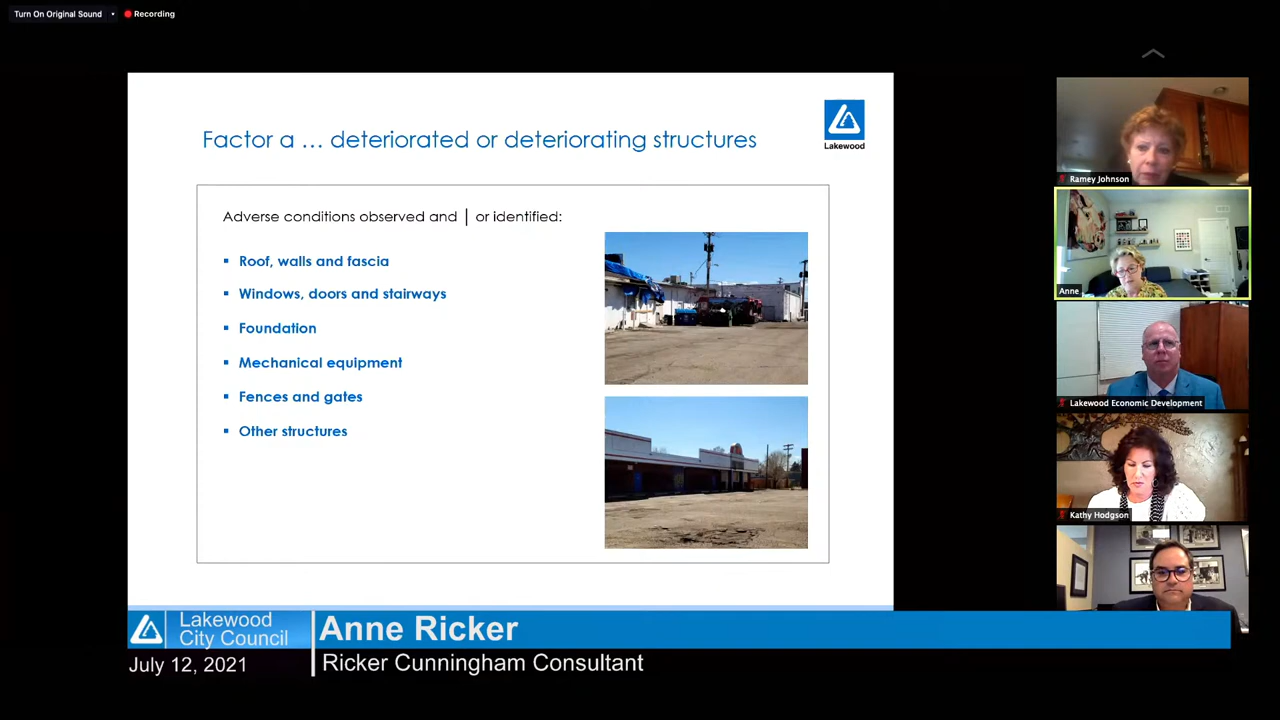 Turn On Original Sound
Recording
Factor a ... deteriorated or deteriorating structures
Lakewood
Adverse conditions observed and | or identified:
▪ Roof, walls and fascia
▪ Windows, doors and stairways
▪ Foundation
▪ Mechanical equipment
▪ Fences and gates
▪ Other structures
Ramey Johnson
Anne
Lakewood Economic Development
Kathy Hodgson
Lakewood
City Council
Anne Ricker
July 12, 2021
Ricker Cunningham Consultant